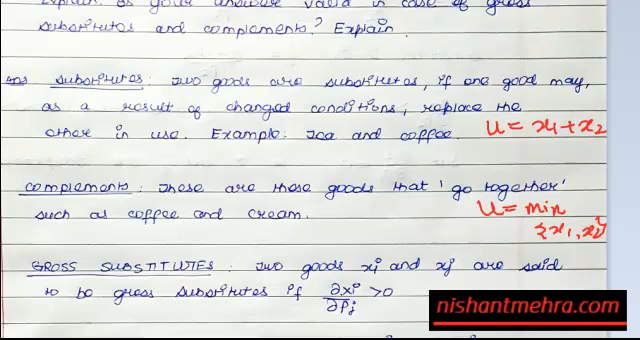 Explain. Is your answare valid in case of gross
substitutes and complements? Explain.
Ans SUBSTITUTES: Two goods are substitutes, if one good may,
as a result of changed conditions, replace the
other in use. Example: Tea and coffee. U = x1 + x2
COMPLEMENTS: These are those goods that 'go together'
such as coffee and cream. U = min
{x1, x2}
GROSS SUBSTITUTES: Two goods xi and xj are said
to be gross substitutes if ∂xi/∂Pj >0
nishantmehra.com